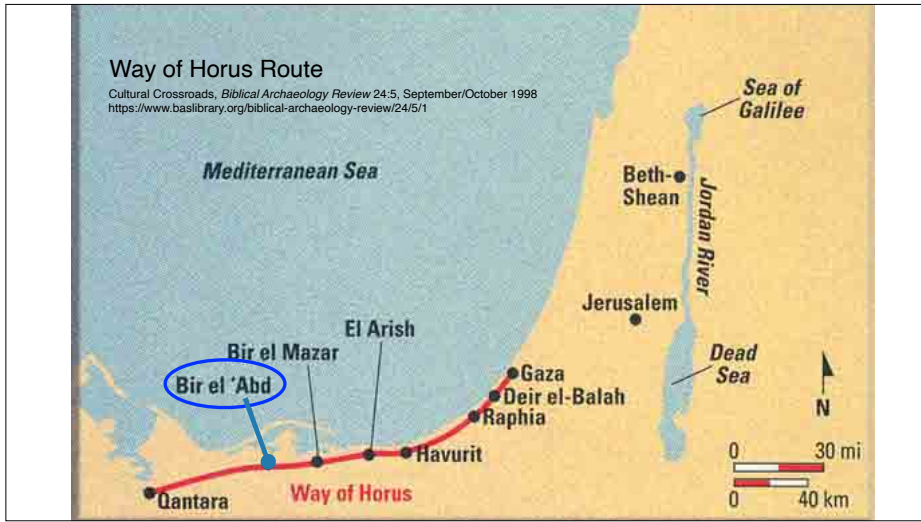 Way of Horus Route
Cultural Crossroads, Biblical Archaeology Review 24:5, September/October 1998
https://www.baslibrary.org/biblical-archaeology-review/24/5/1
Sea of
Galilee
Mediterranean Sea
Beth-
Shean
Jordan River
Jerusalem
El Arish
Bir el Mazar
Bir el 'Abd
Dead
Sea
Gaza
Deir el-Balah
Raphia
N
Havurit
0 30 mi
Way of Horus
Qantara
0 40 km